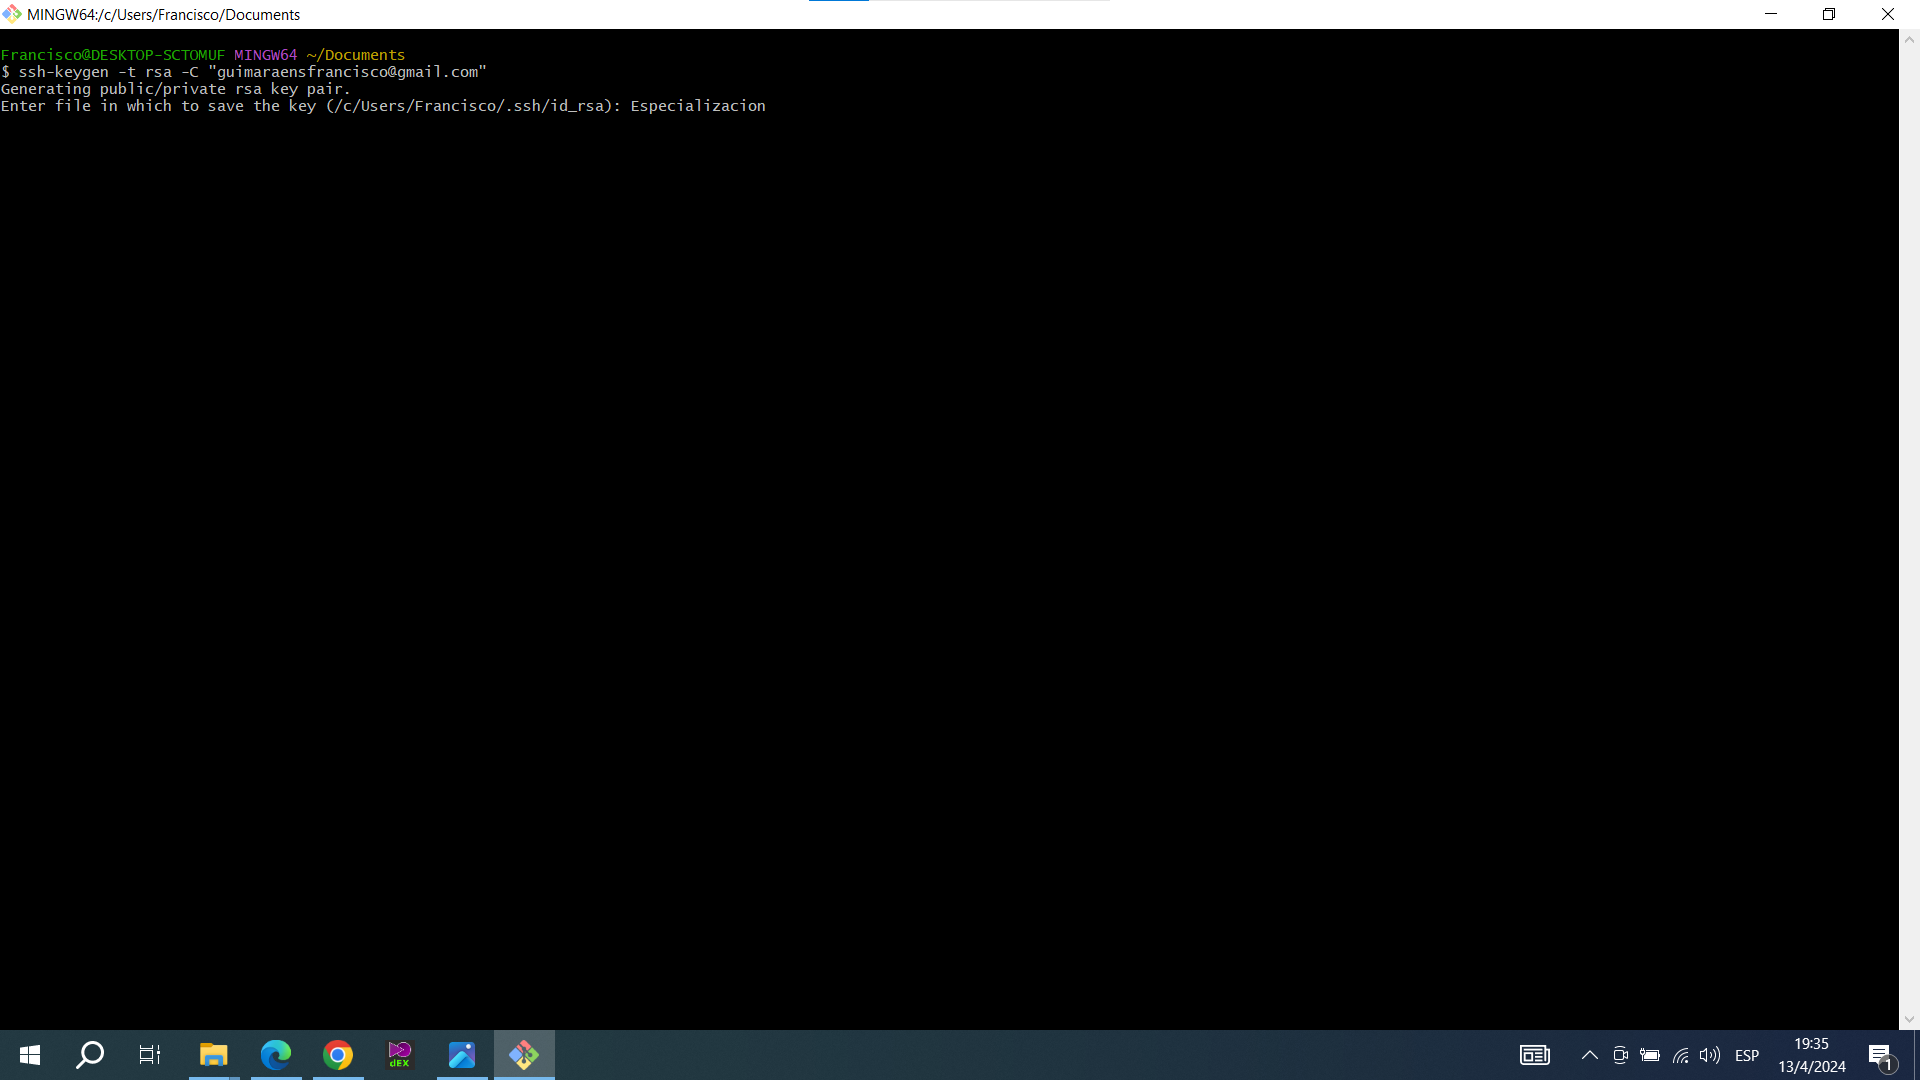 MINGW64:/c/Users/Francisco/Documents
Francisco@DESKTOP-SCTOMUF MINGW64 ~/Documents
$ ssh-keygen -t rsa -C "guimaraensfrancisco@gmail.com"
Generating public/private rsa key pair.
Enter file in which to save the key (/c/Users/Francisco/.ssh/id_rsa): Especializacion
dEX
ESP
19:35
13/4/2024
1